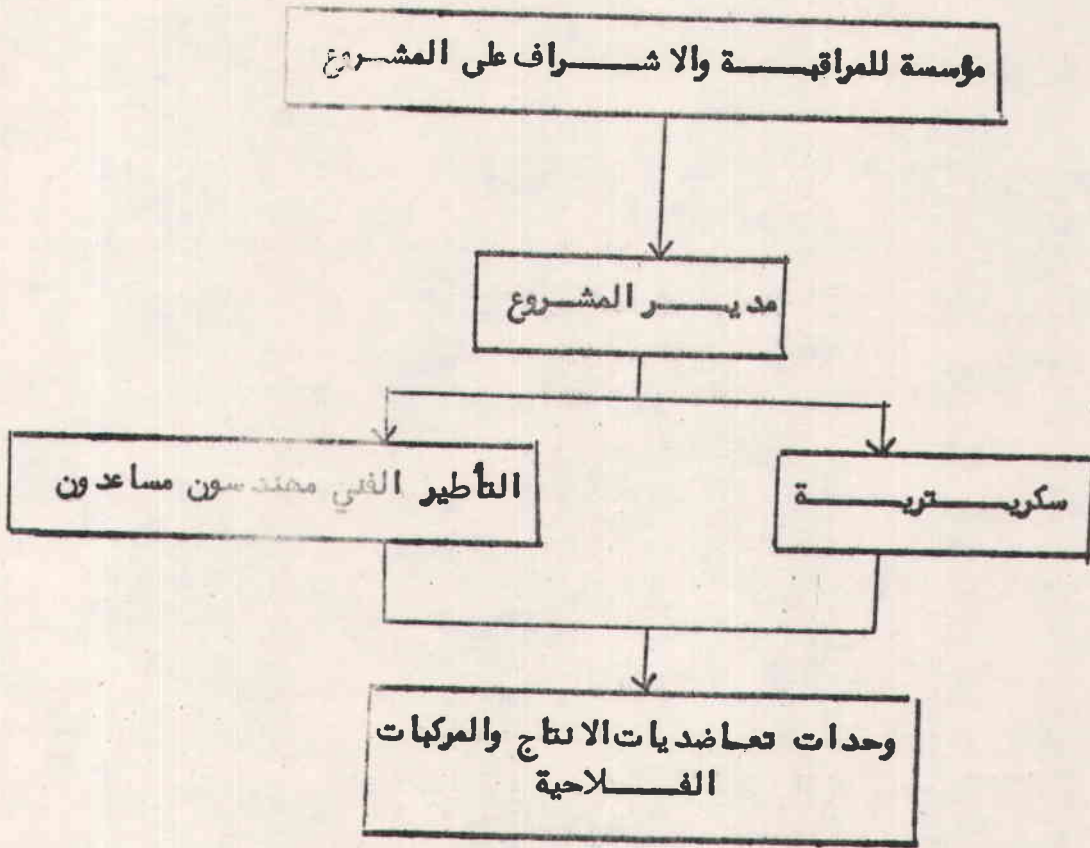 مؤسسة للمراقبة والاشراف على المشروع
مدير المشروع
التأطير الفني مهندسون مساعدون
سكريترية
وحدات تعاضديات الانتاج والمركبات
الفلاحية